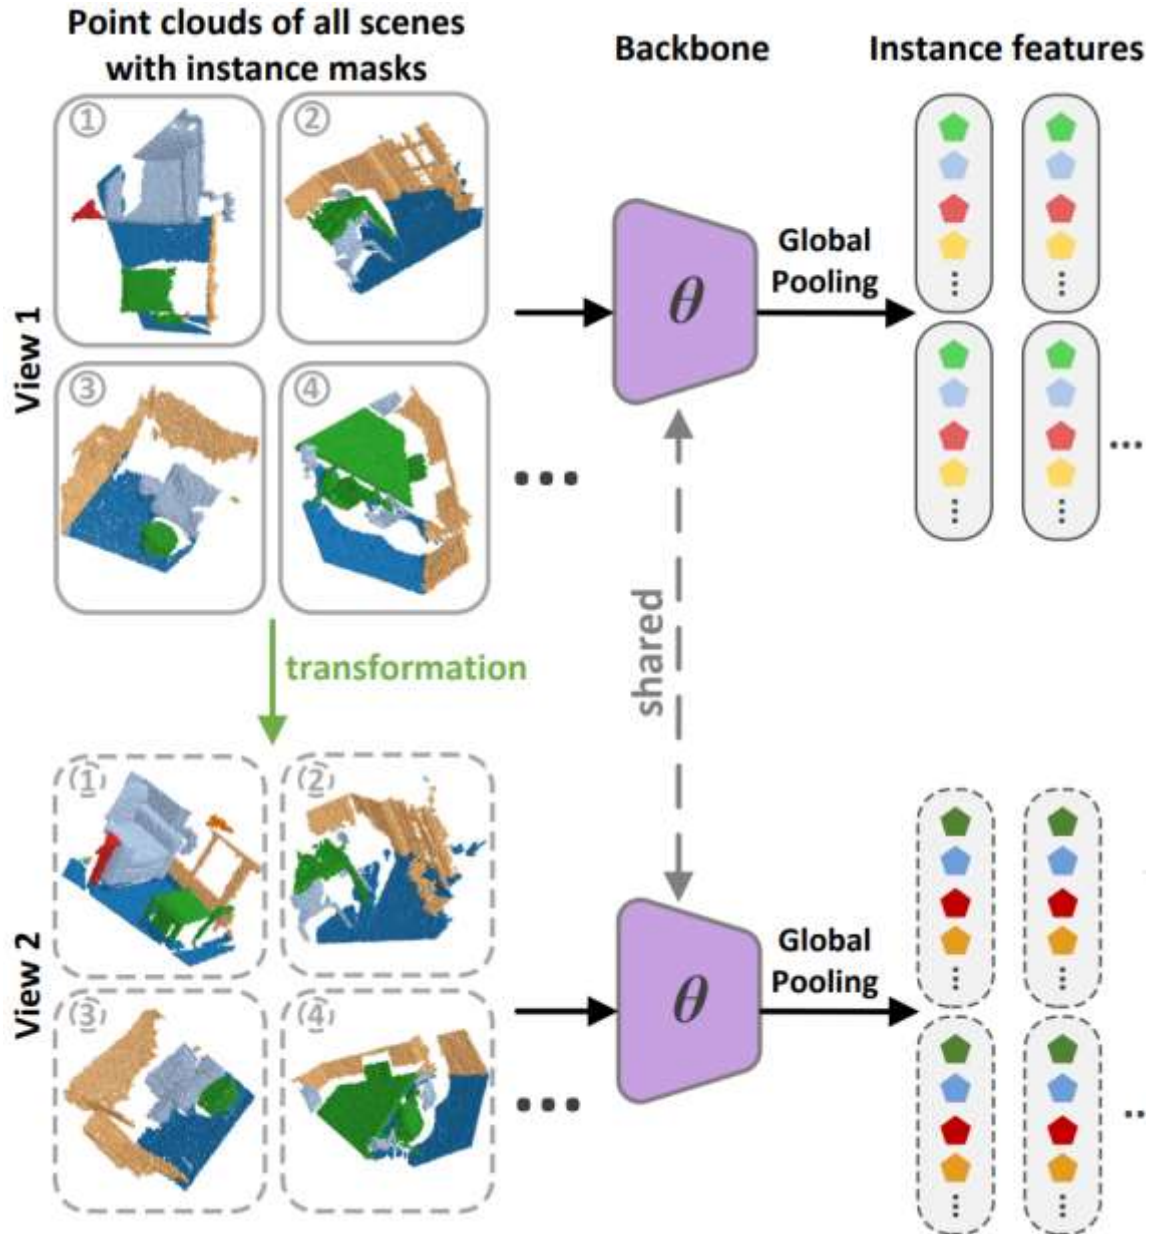 Point clouds of all scenes
with instance masks
Backbone
Instance features
View 1
①
②
③
④
...
θ
Global
Pooling
...
transformation
shared
View 2
①
②
③
④
...
θ
Global
Pooling
..